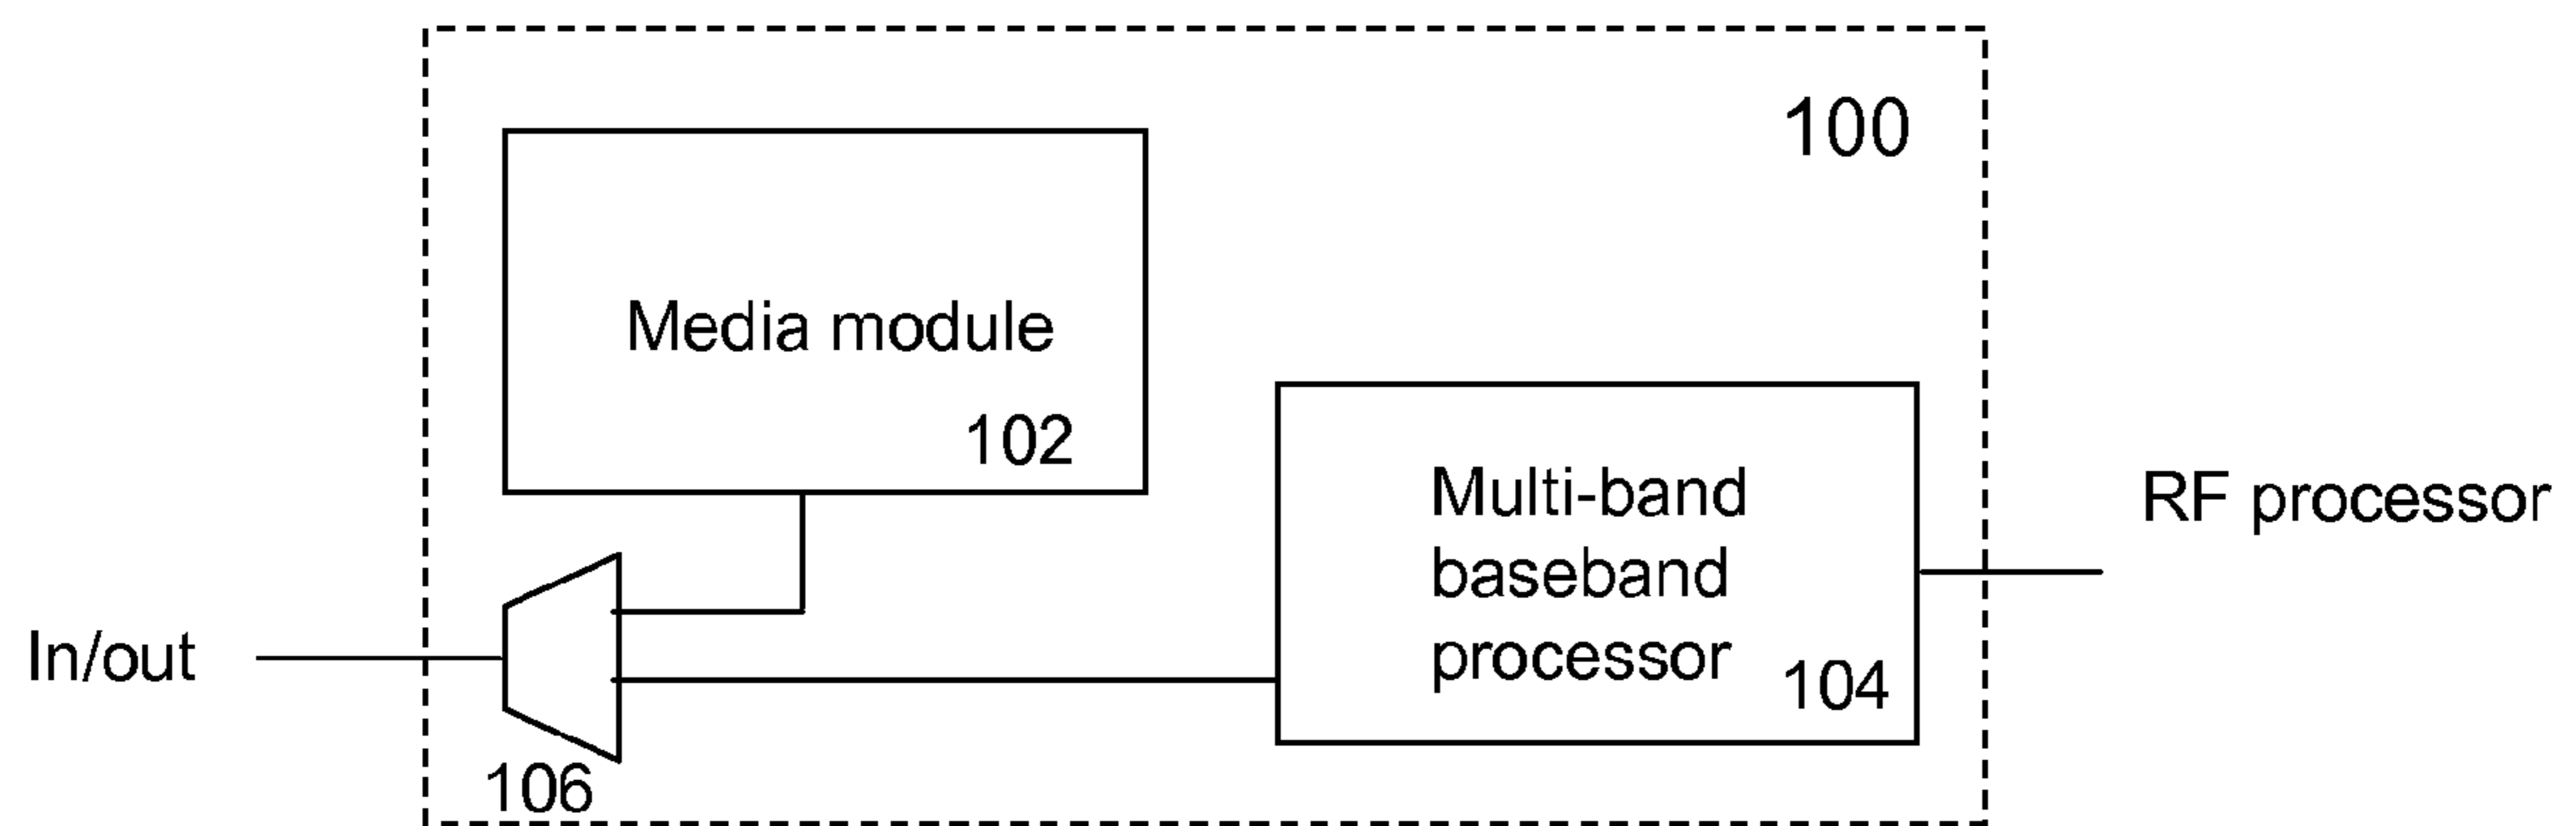 100
Media module
102
Multi-band
baseband
processor
104
RF processor
In/out
106